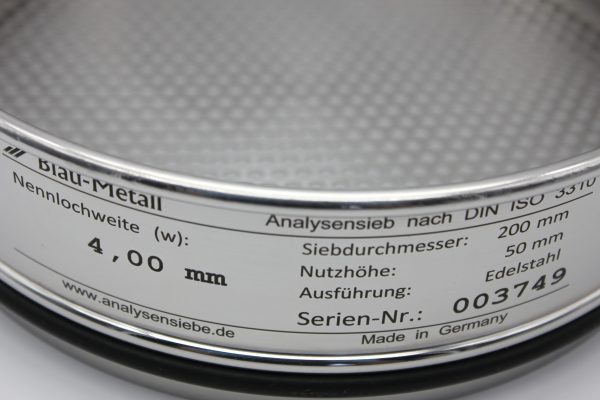 Blau-Metall
Analysensieb nach DIN ISO 3310
Nennlochweite (w):
4,00 mm
Siebdurchmesser: 200 mm
Nutzhöhe: 50 mm
Ausführung: Edelstahl
Serien-Nr.: 003749
www.analysensiebe.de
Made in Germany